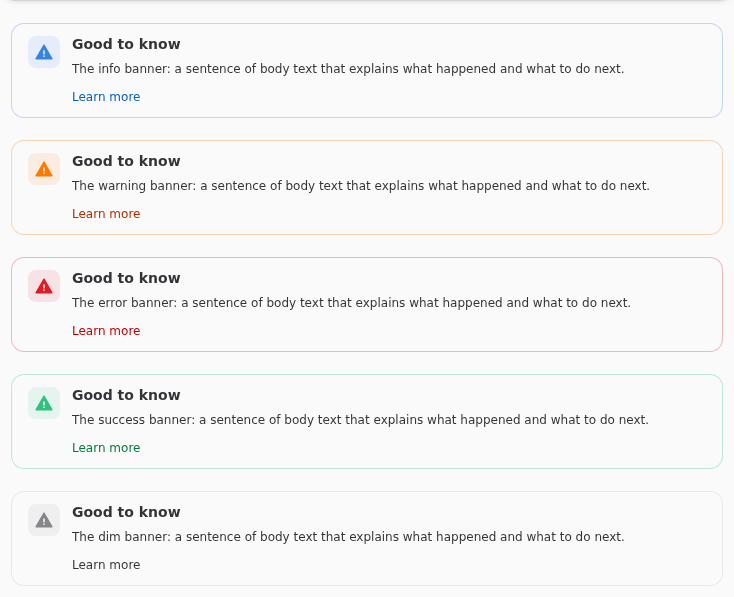 Good to know
The info banner: a sentence of body text that explains what happened and what to do next.
Learn more
Good to know
The warning banner: a sentence of body text that explains what happened and what to do next.
Learn more
Good to know
The error banner: a sentence of body text that explains what happened and what to do next.
Learn more
Good to know
The success banner: a sentence of body text that explains what happened and what to do next.
Learn more
Good to know
The dim banner: a sentence of body text that explains what happened and what to do next.
Learn more